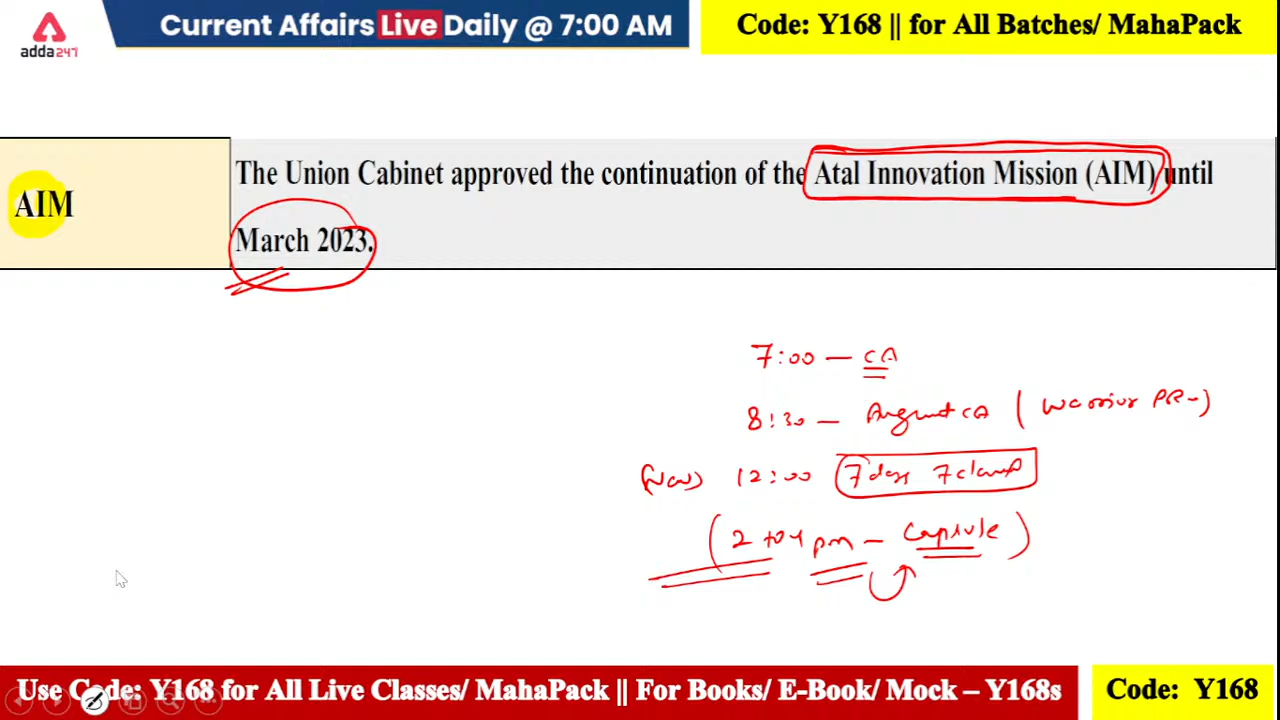 Current Affairs Live Daily @ 7:00 AM
Code: Y168 || for All Batches/ MahaPack
adda247
AIM
The Union Cabinet approved the continuation of the Atal Innovation Mission (AIM) until
March 2023.
7:00 — CA
8:30 — August CA (Warrior
12:00 7 days 7
(2 to 4 pm — Capsule)
Use Code: Y168 for All Live Classes/ MahaPack || For Books/ E-Book/ Mock – Y168s
Code: Y168